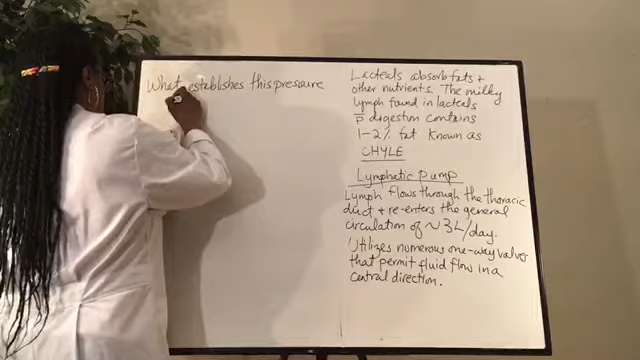 What establishes this pressure
Lacteals absorb fats +
other nutrients. The milky
lymph found in lacteals
p̄ digestion contains
1-2% fat known as
CHYLE
Lymphatic Pump
Lymph flows through the thoracic
duct + re-enters the general
circulation of ~3L/day.
Utilizes numerous one-way valves
that permit fluid flow in a
central direction.